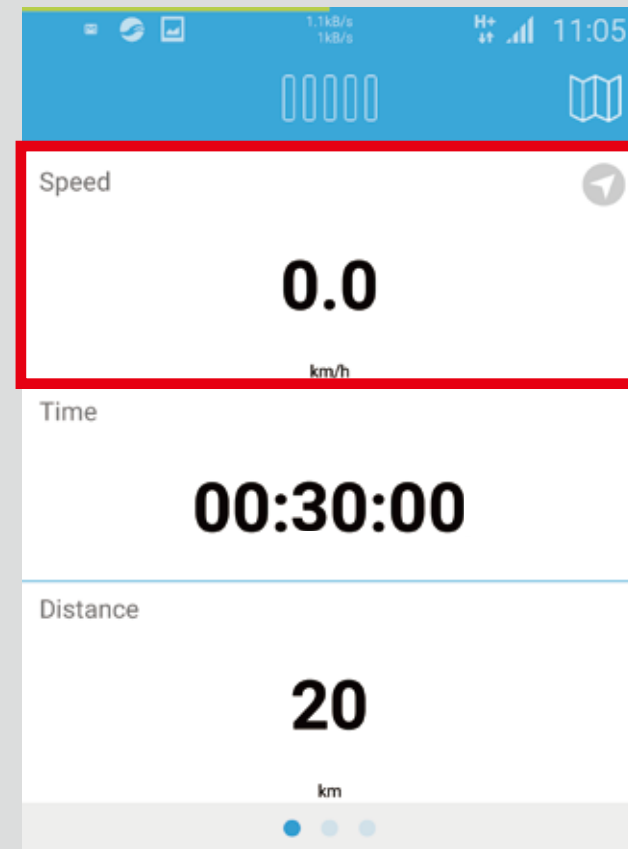 1.1kB/s
1kB/s
H+ 11:05
Speed
0.0
km/h
Time
00:30:00
Distance
20
km